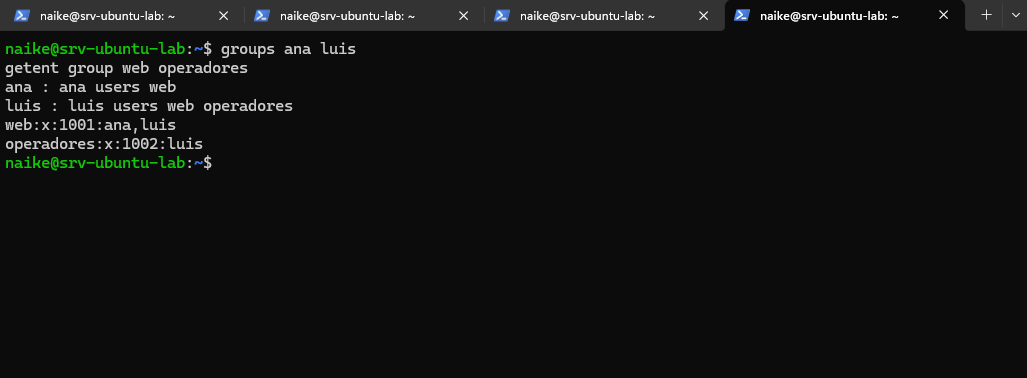 naike@srv-ubuntu-lab: ~
naike@srv-ubuntu-lab: ~
naike@srv-ubuntu-lab: ~
naike@srv-ubuntu-lab: ~
naike@srv-ubuntu-lab:~$ groups ana luis
getent group web operadores
ana : ana users web
luis : luis users web operadores
web:x:1001:ana,luis
operadores:x:1002:luis
naike@srv-ubuntu-lab:~$